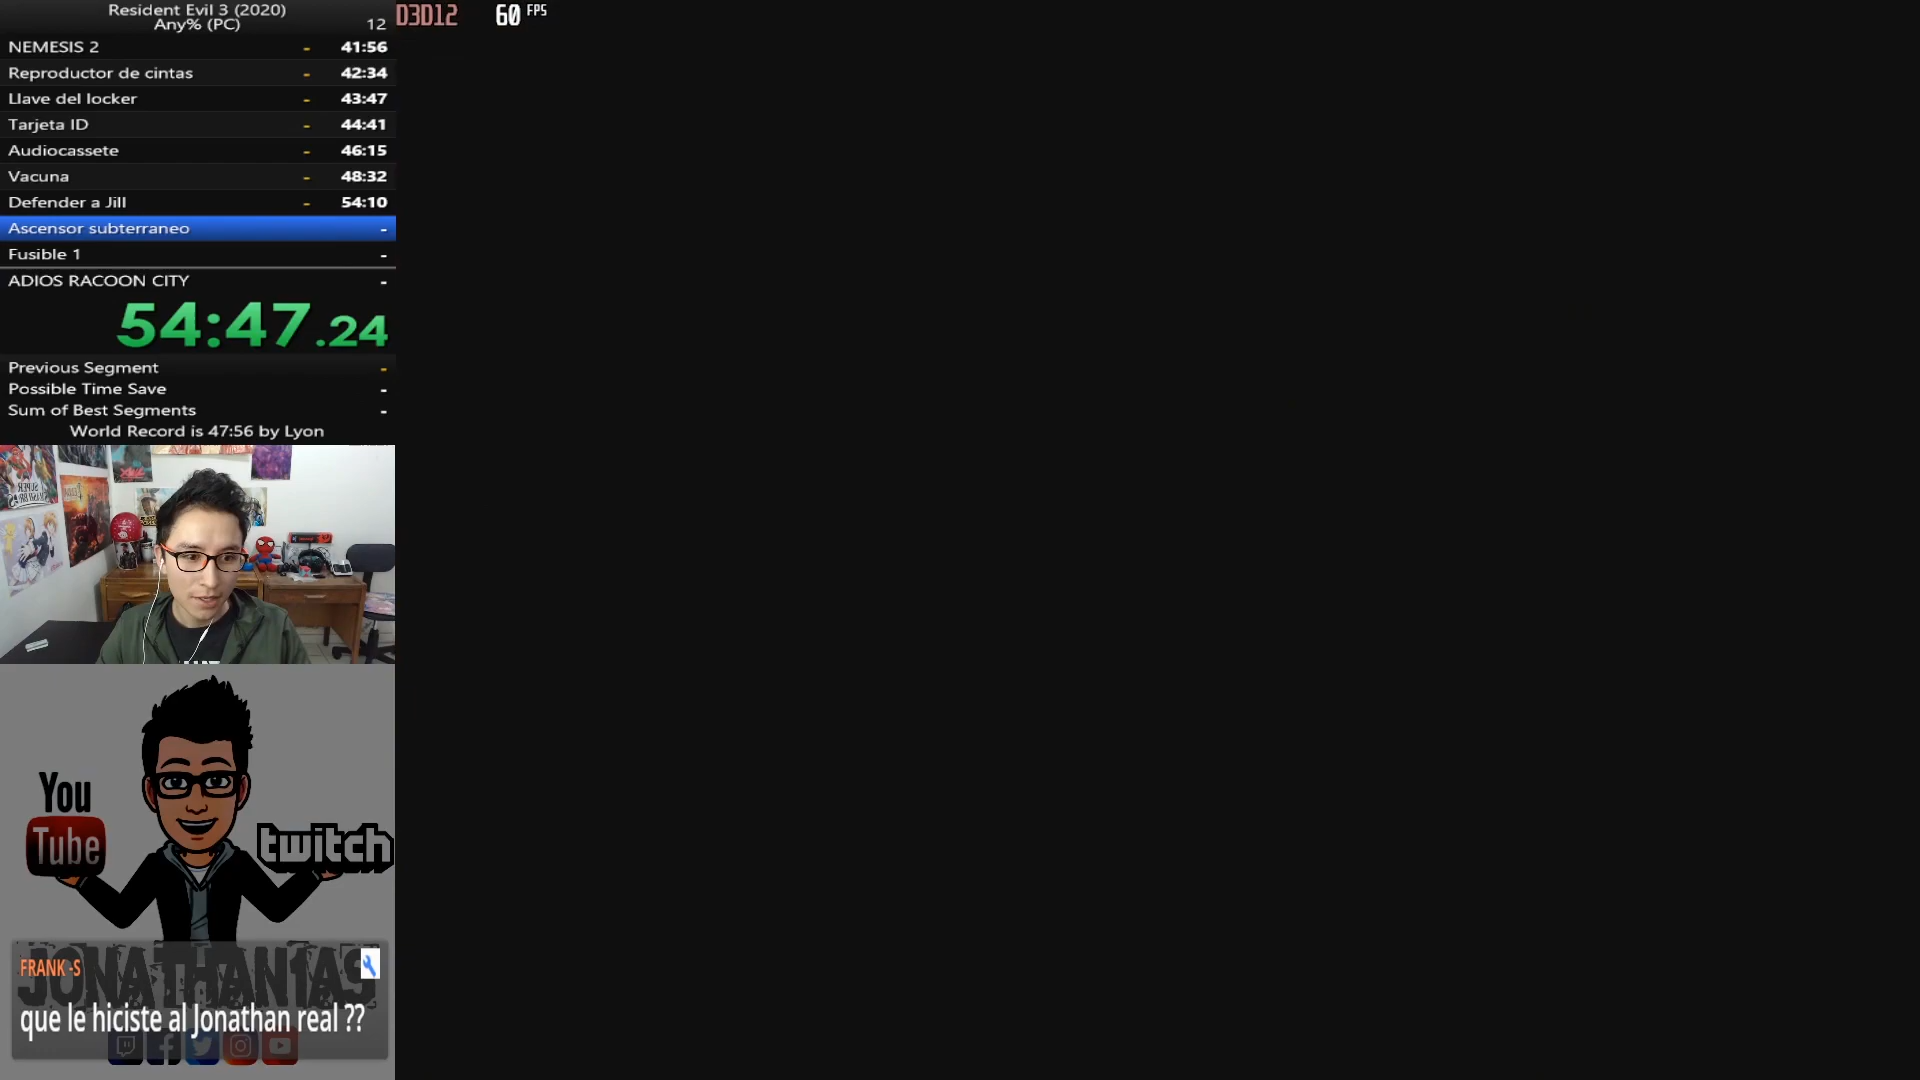 Resident Evil 3 (2020)
Any% (PC) 12
D3D12 60 FPS
NEMESIS 2 - 41:56
Reproductor de cintas - 42:34
Llave del locker - 43:47
Tarjeta ID - 44:41
Audiocassete - 46:15
Vacuna - 48:32
Defender a Jill - 54:10
Ascensor subterraneo -
Fusible 1 -
ADIOS RACOON CITY -
54:47.24
Previous Segment -
Possible Time Save -
Sum of Best Segments -
World Record is 47:56 by Lyon
You
Tube
twitch
JONATHAN1AS
FRANK -S
que le hiciste al Jonathan real ??